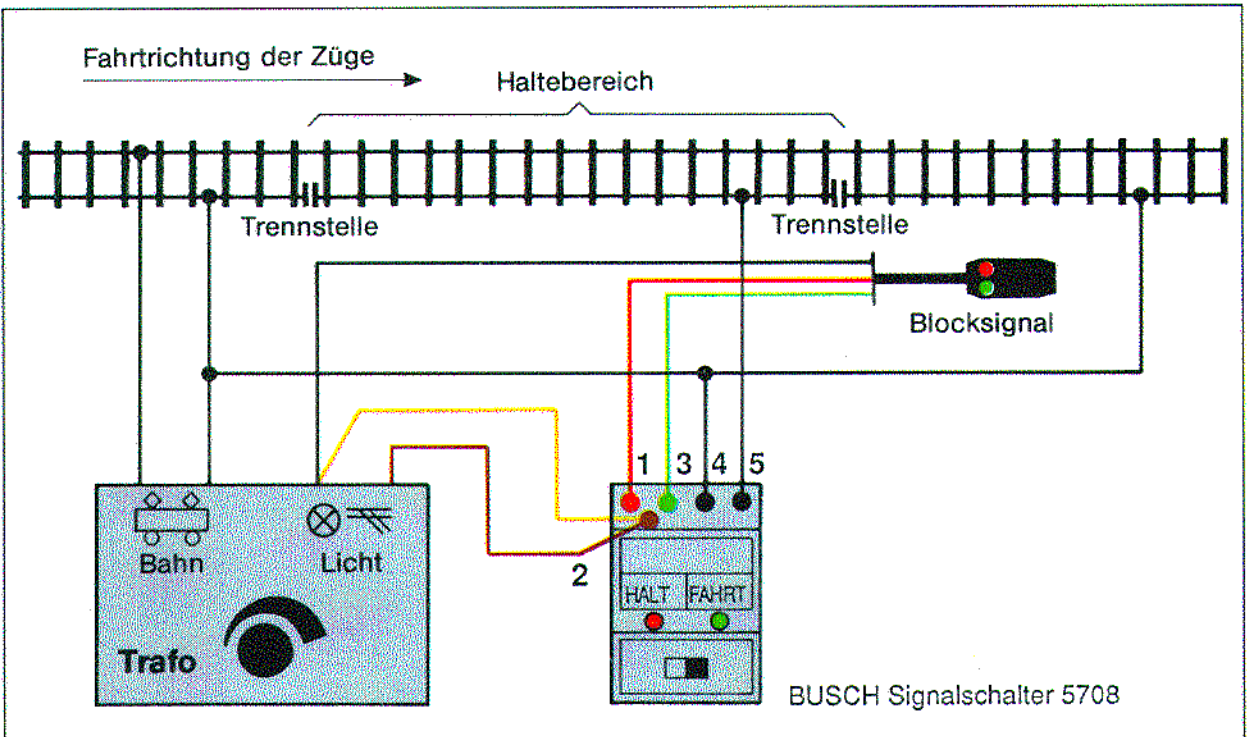 Fahrtrichtung der Züge
Haltebereich
Trennstelle
Trennstelle
Blocksignal
1 3 4 5
2
Bahn
Licht
Trafo
HALT FAHRT
BUSCH Signalschalter 5708